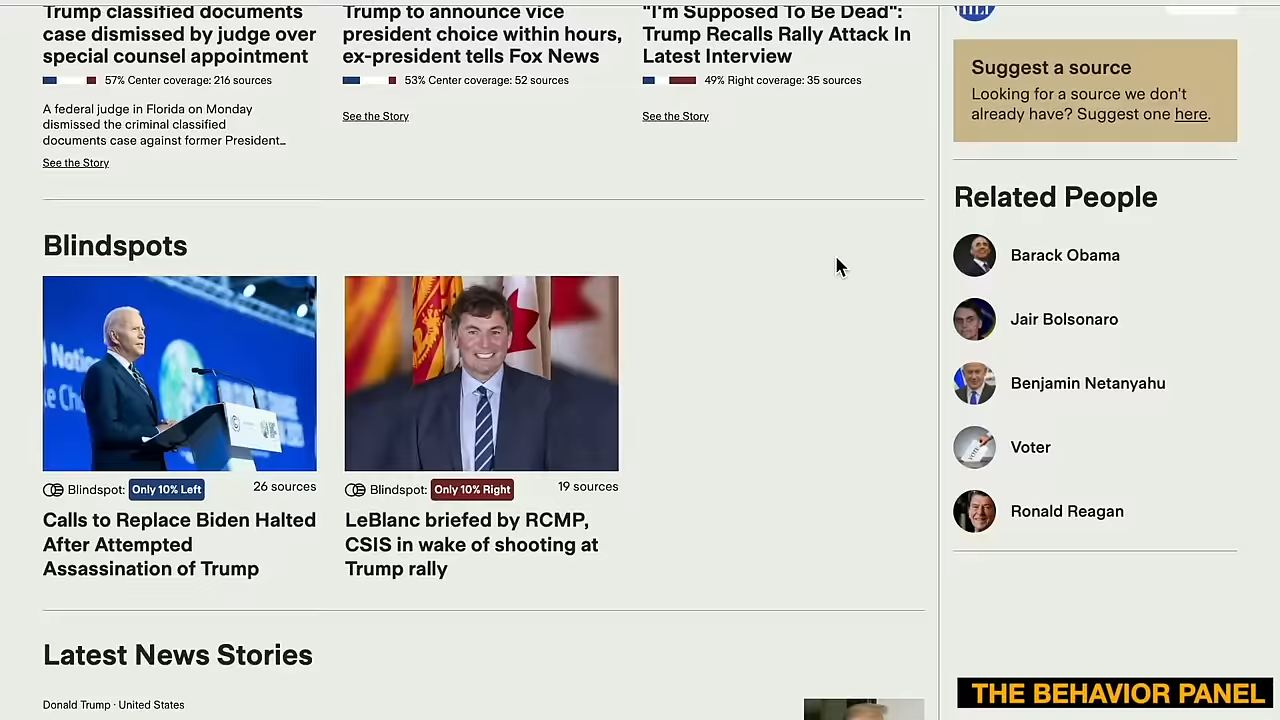 Trump classified documents
case dismissed by judge over
special counsel appointment
57% Center coverage: 216 sources
A federal judge in Florida on Monday
dismissed the criminal classified
documents case against former President…
See the Story
Trump to announce vice
president choice within hours,
ex-president tells Fox News
53% Center coverage: 52 sources
See the Story
"I'm Supposed To Be Dead":
Trump Recalls Rally Attack In
Latest Interview
49% Right coverage: 35 sources
See the Story
Blindspots
Blindspot: Only 10% Left 26 sources
Calls to Replace Biden Halted
After Attempted
Assassination of Trump
Blindspot: Only 10% Right 19 sources
LeBlanc briefed by RCMP,
CSIS in wake of shooting at
Trump rally
Latest News Stories
Donald Trump · United States
Suggest a source
Looking for a source we don't
already have? Suggest one here.
Related People
Barack Obama
Jair Bolsonaro
Benjamin Netanyahu
Voter
Ronald Reagan
THE BEHAVIOR PANEL